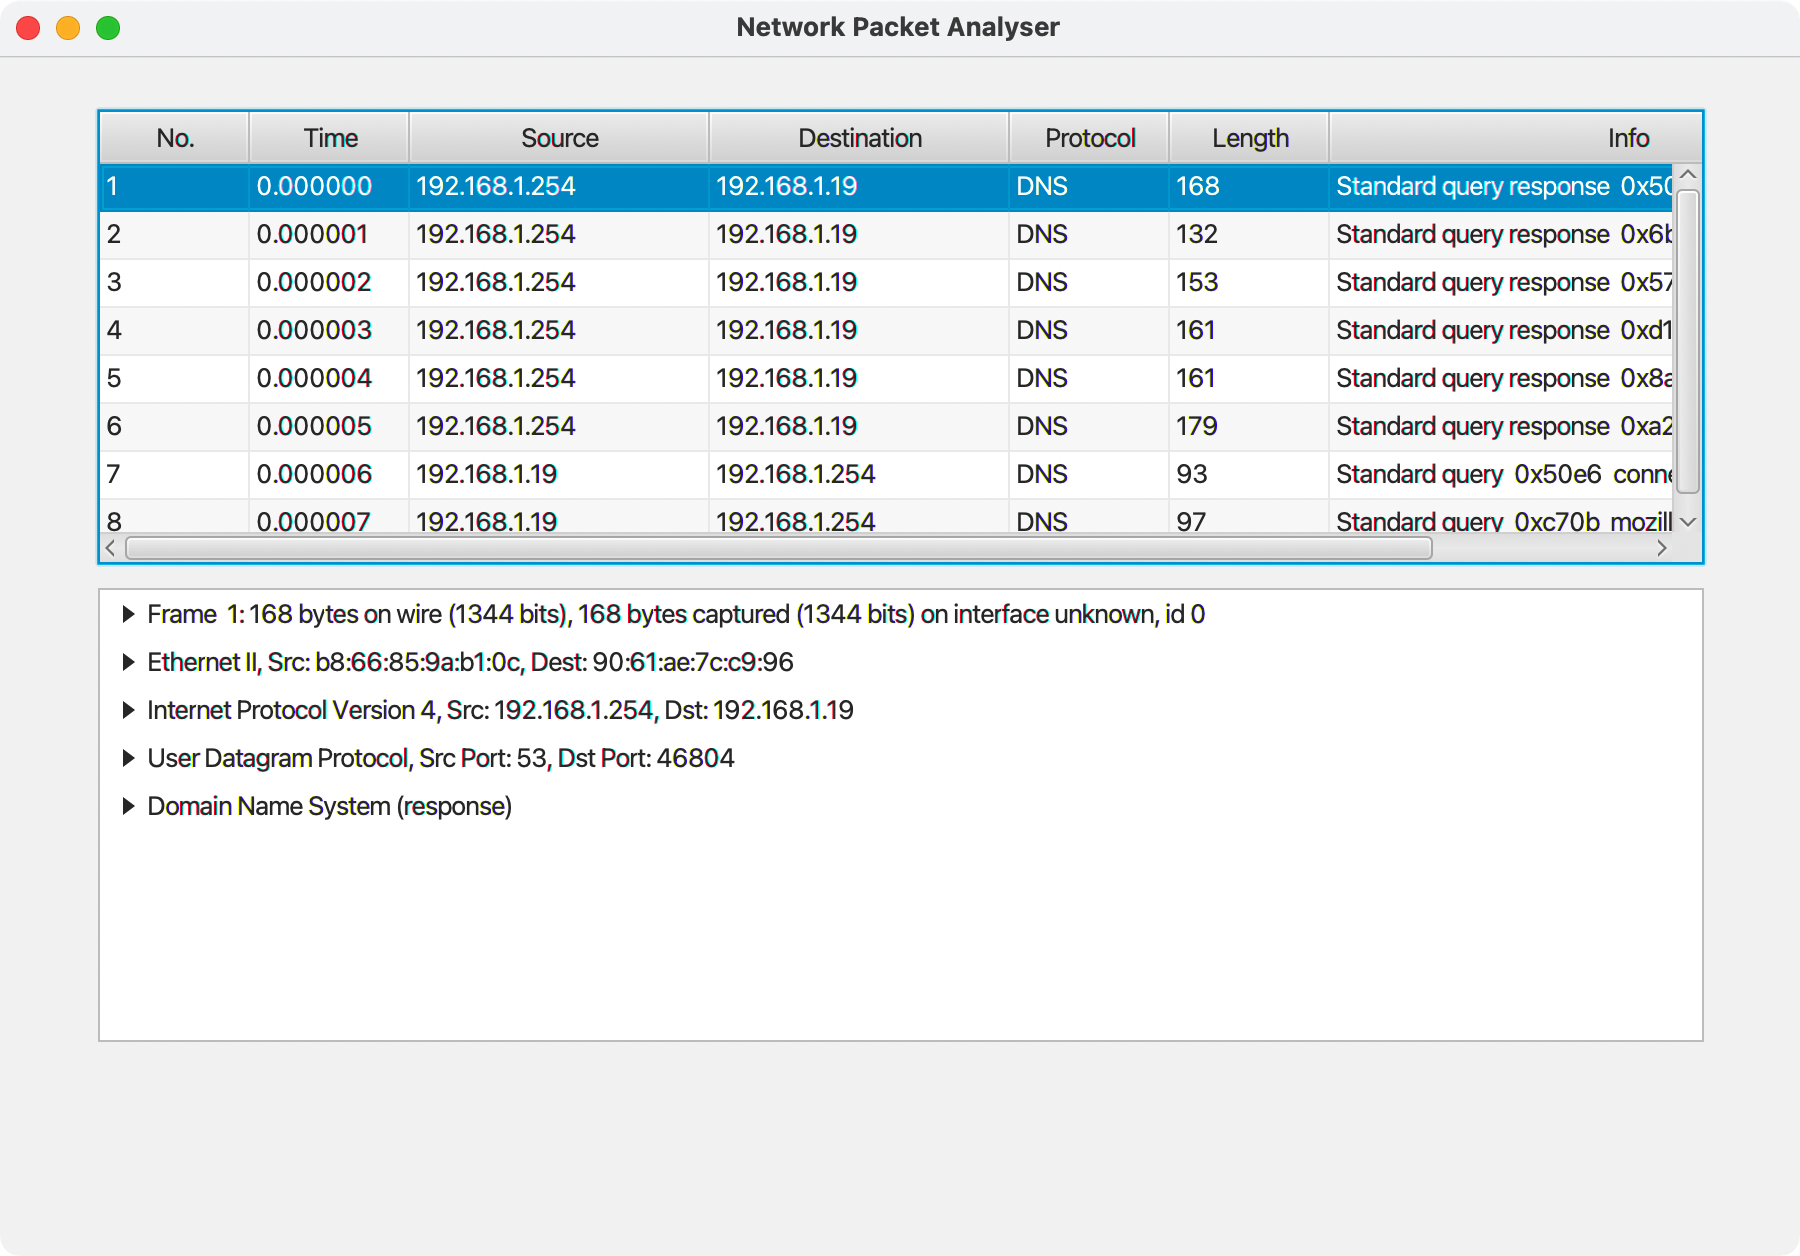 Network Packet Analyser
No. Time Source Destination Protocol Length Info
1 0.000000 192.168.1.254 192.168.1.19 DNS 168 Standard query response 0x50
2 0.000001 192.168.1.254 192.168.1.19 DNS 132 Standard query response 0x6b
3 0.000002 192.168.1.254 192.168.1.19 DNS 153 Standard query response 0x57
4 0.000003 192.168.1.254 192.168.1.19 DNS 161 Standard query response 0xd1
5 0.000004 192.168.1.254 192.168.1.19 DNS 161 Standard query response 0x8a
6 0.000005 192.168.1.254 192.168.1.19 DNS 179 Standard query response 0xa2
7 0.000006 192.168.1.19 192.168.1.254 DNS 93 Standard query 0x50e6 conne
8 0.000007 192.168.1.19 192.168.1.254 DNS 97 Standard query 0xc70b mozill
Frame 1: 168 bytes on wire (1344 bits), 168 bytes captured (1344 bits) on interface unknown, id 0
Ethernet II, Src: b8:66:85:9a:b1:0c, Dest: 90:61:ae:7c:c9:96
Internet Protocol Version 4, Src: 192.168.1.254, Dst: 192.168.1.19
User Datagram Protocol, Src Port: 53, Dst Port: 46804
Domain Name System (response)